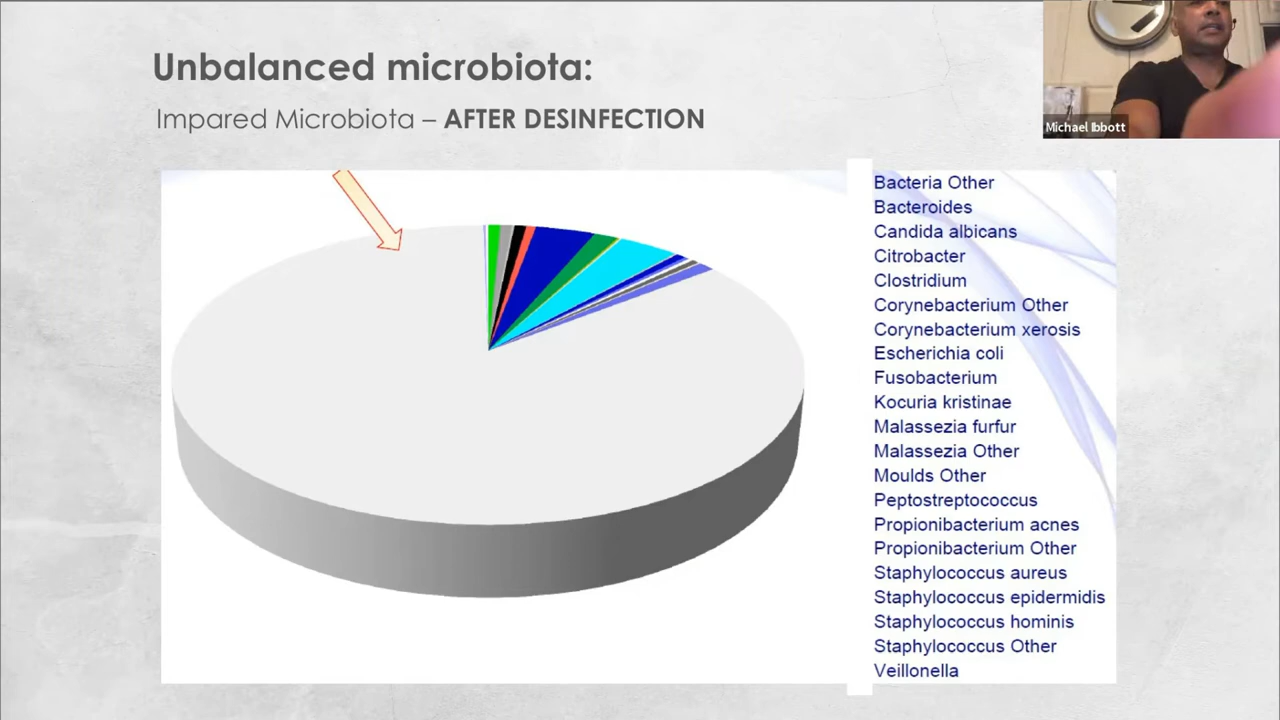 Unbalanced microbiota:
Impared Microbiota – AFTER DESINFECTION
Michael Ibbott
Bacteria Other
Bacteroides
Candida albicans
Citrobacter
Clostridium
Corynebacterium Other
Corynebacterium xerosis
Escherichia coli
Fusobacterium
Kocuria kristinae
Malassezia furfur
Malassezia Other
Moulds Other
Peptostreptococcus
Propionibacterium acnes
Propionibacterium Other
Staphylococcus aureus
Staphylococcus epidermidis
Staphylococcus hominis
Staphylococcus Other
Veillonella